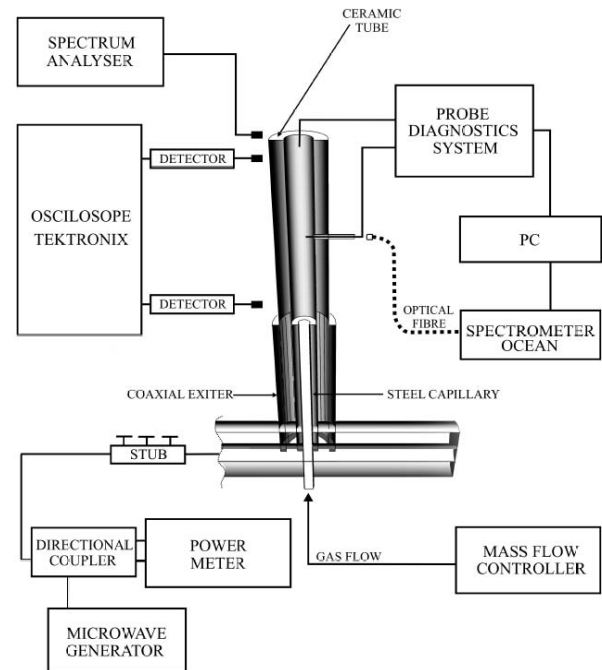 CERAMIC
TUBE
SPECTRUM
ANALYSER
PROBE
DIAGNOSTICS
SYSTEM
DETECTOR
OSCILOSOPE
TEKTRONIX
PC
DETECTOR
OPTICAL
FIBRE
SPECTROMETER
OCEAN
COAXIAL EXITER
STEEL CAPILLARY
STUB
DIRECTIONAL
COUPLER
POWER
METER
GAS FLOW
MASS FLOW
CONTROLLER
MICROWAVE
GENERATOR